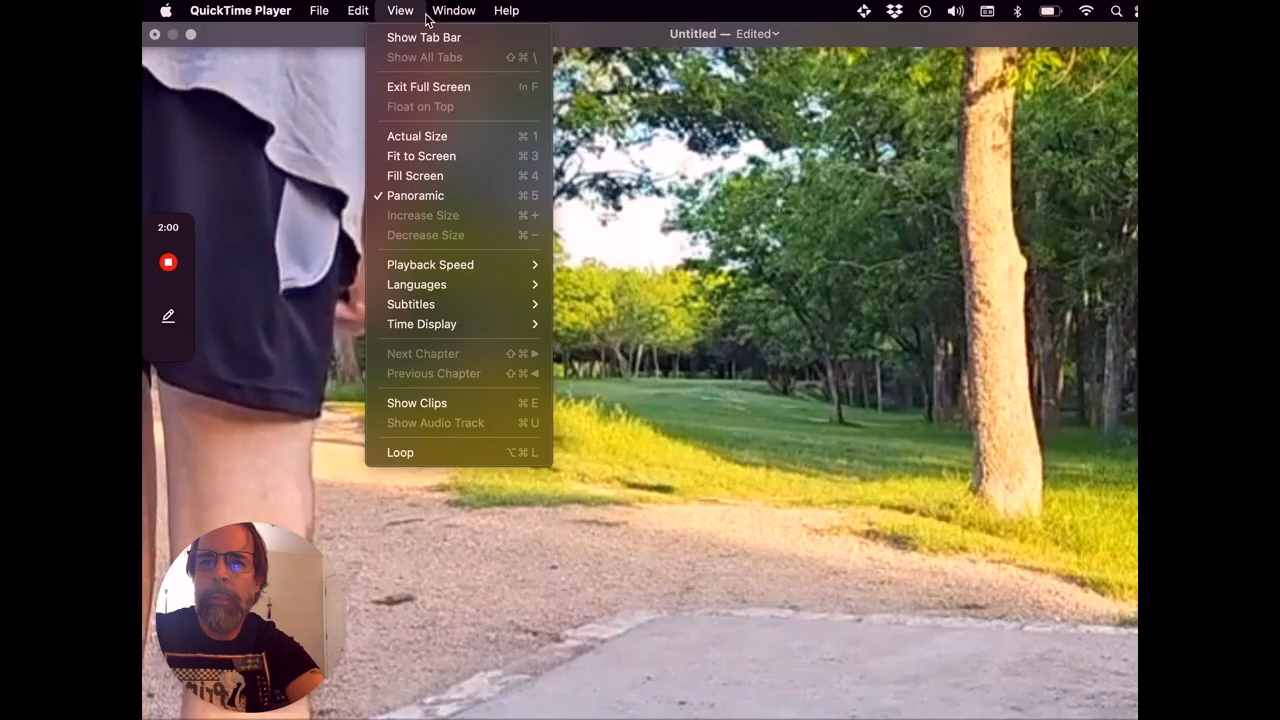 QuickTime Player File Edit View Window Help
Untitled — Edited
Show Tab Bar
Show All Tabs ⇧⌘\
Exit Full Screen fn F
Float on Top
Actual Size ⌘1
Fit to Screen ⌘3
Fill Screen ⌘4
✓ Panoramic ⌘5
Increase Size ⌘+
Decrease Size ⌘−
Playback Speed
Languages
Subtitles
Time Display
Next Chapter ⇧⌘▶
Previous Chapter ⇧⌘◀
Show Clips ⌘E
Show Audio Track ⌘U
Loop ⌥⌘L
2:00